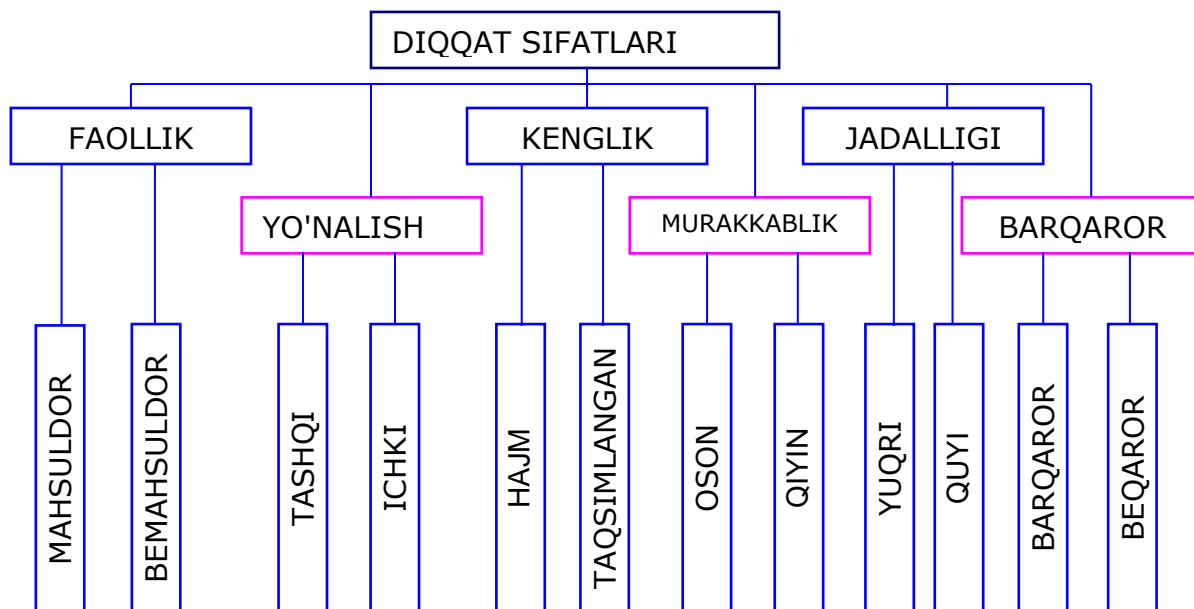 DIQQAT SIFATLARI
FAOLLIK
KENGLIK
JADALLIGI
YO'NALISH
MURAKKABLIK
BARQAROR
MAHSULDOR
BEMAHSULDOR
TASHQI
ICHKI
HAJM
TAQSIMLANGAN
OSON
QIYIN
YUQRI
QUYI
BARQAROR
BEQAROR